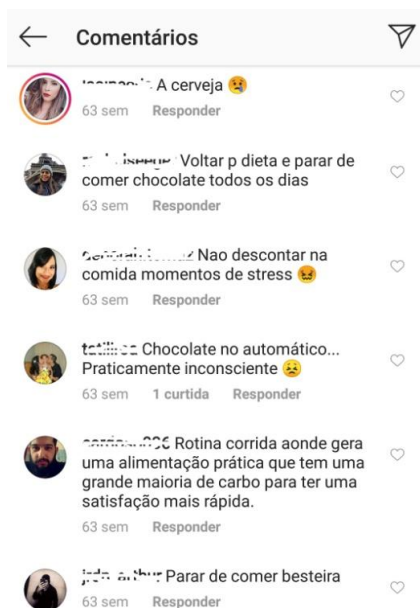 Comentários
A cerveja 😢
63 sem Responder
Voltar p dieta e parar de
comer chocolate todos os dias
63 sem Responder
Nao descontar na
comida momentos de stress 😖
63 sem Responder
Chocolate no automático...
Praticamente inconsciente 😣
63 sem 1 curtida Responder
Rotina corrida aonde gera
uma alimentação prática que tem uma
grande maioria de carbo para ter uma
satisfação mais rápida.
63 sem Responder
Parar de comer besteira
63 sem Responder